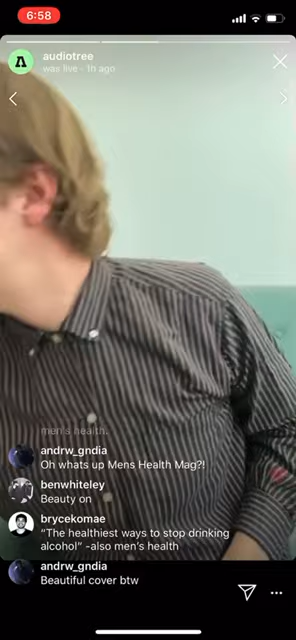 6:58
audiotree
was live · 1h ago
men's health.
andrw_gndia
Oh whats up Mens Health Mag?!
benwhiteley
Beauty on
brycekomae
"The healthiest ways to stop drinking
alcohol" -also men's health
andrw_gndia
Beautiful cover btw